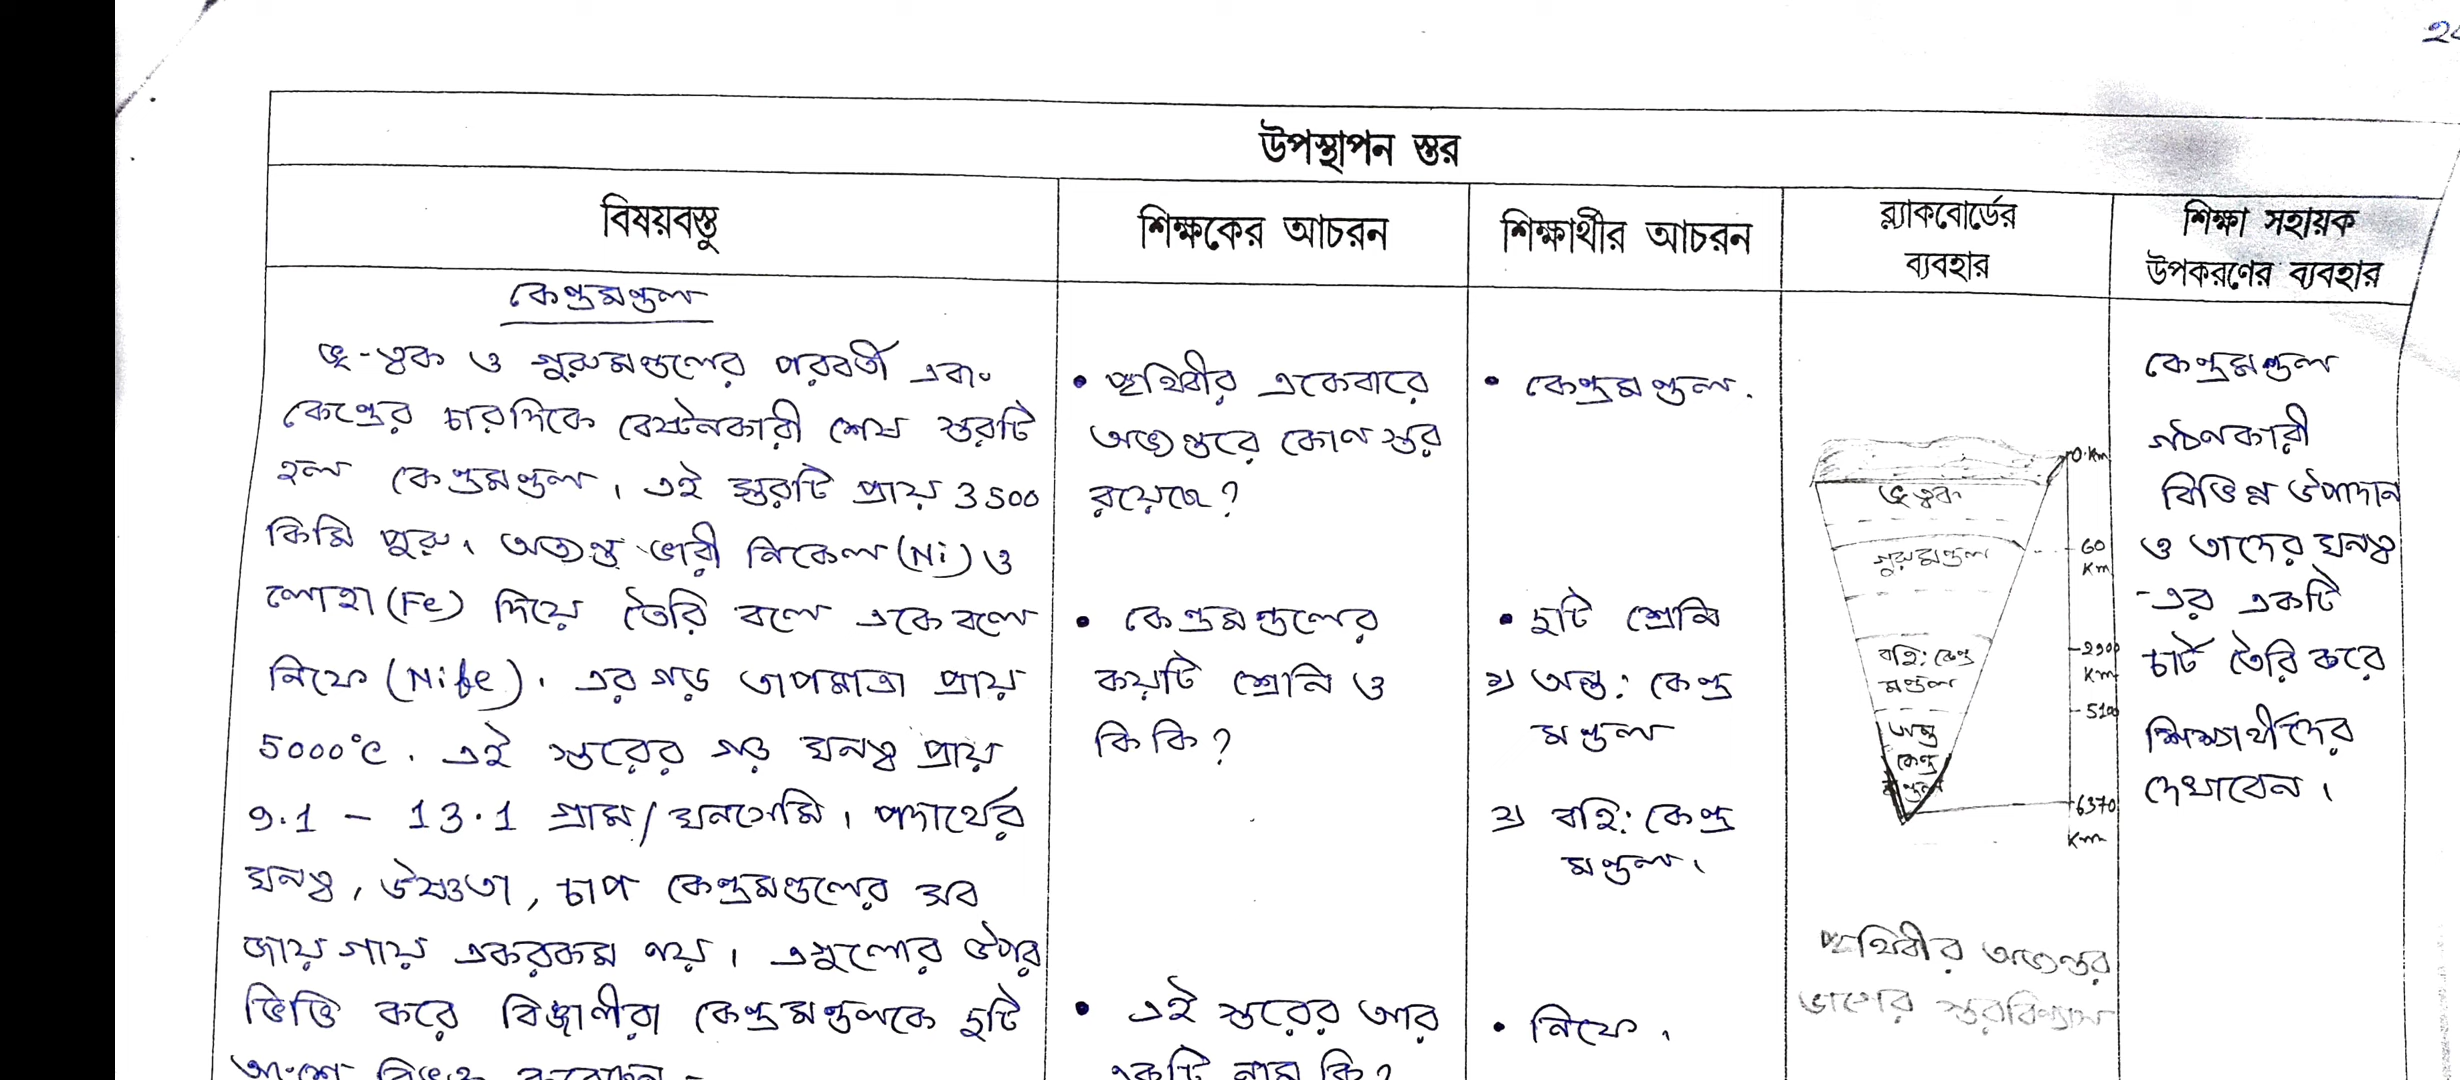 উপস্থাপন স্তর
বিষয়বস্তু
শিক্ষকের আচরন
শিক্ষার্থীর আচরন
ব্ল্যাকবোর্ডের
ব্যবহার
শিক্ষা সহায়ক
উপকরণের ব্যবহার
কেন্দ্রমণ্ডল
ভূ-ত্বক ও গুরুমণ্ডলের পরবর্তী এবং
কেন্দ্রের চারদিকে বেস্টনকারী শেষ স্তরটি
হল কেন্দ্রমণ্ডল। এই স্তরটি প্রায় 3500
কিমি পুরু। অত্যন্ত ভারী নিকেল (Ni) ও
লোহা (Fe) দিয়ে তৈরি বলে একে বলে
নিফে (Nife)। এর গড় তাপমাত্রা প্রায়
5000°C. এই স্তরের গড় ঘনত্ব প্রায়
9.1 - 13.1 গ্রাম/ঘনসেমি। পদার্থের
ঘনত্ব, উষ্ণতা, চাপ কেন্দ্রমণ্ডলের সব
জায়গায় একরকম নয়। এগুলোর উপর
ভিত্তি করে বিজ্ঞানীরা কেন্দ্রমণ্ডলকে দুটি
• পৃথিবীর একেবারে
অভ্যন্তরে কোন স্তর
রয়েছে?
• কেন্দ্রমণ্ডলের
কয়টি শ্রেনি ও
কি কি?
• এই স্তরের আর
একটি নাম কি?
• কেন্দ্রমণ্ডল.
• দুটি শ্রেনি
১) অন্ত: কেন্দ্র
মণ্ডল
২) বহি: কেন্দ্র
মণ্ডল।
• নিফে।
0.Km
ভূত্বক
60
Km
গুরুমণ্ডল
2900
Km
বহি: কেন্দ্র
মণ্ডল
5100
অন্ত
কেন্দ্র
মণ্ডল
6370
Km
পৃথিবীর অভ্যন্তর
ভাগের স্তরবিন্যাস
কেন্দ্রমণ্ডল
গঠনকারী
বিভিন্ন উপাদান
ও তাদের ঘনত্ব
-এর একটি
চার্ট তৈরি করে
শিক্ষার্থীদের
দেখাবেন।